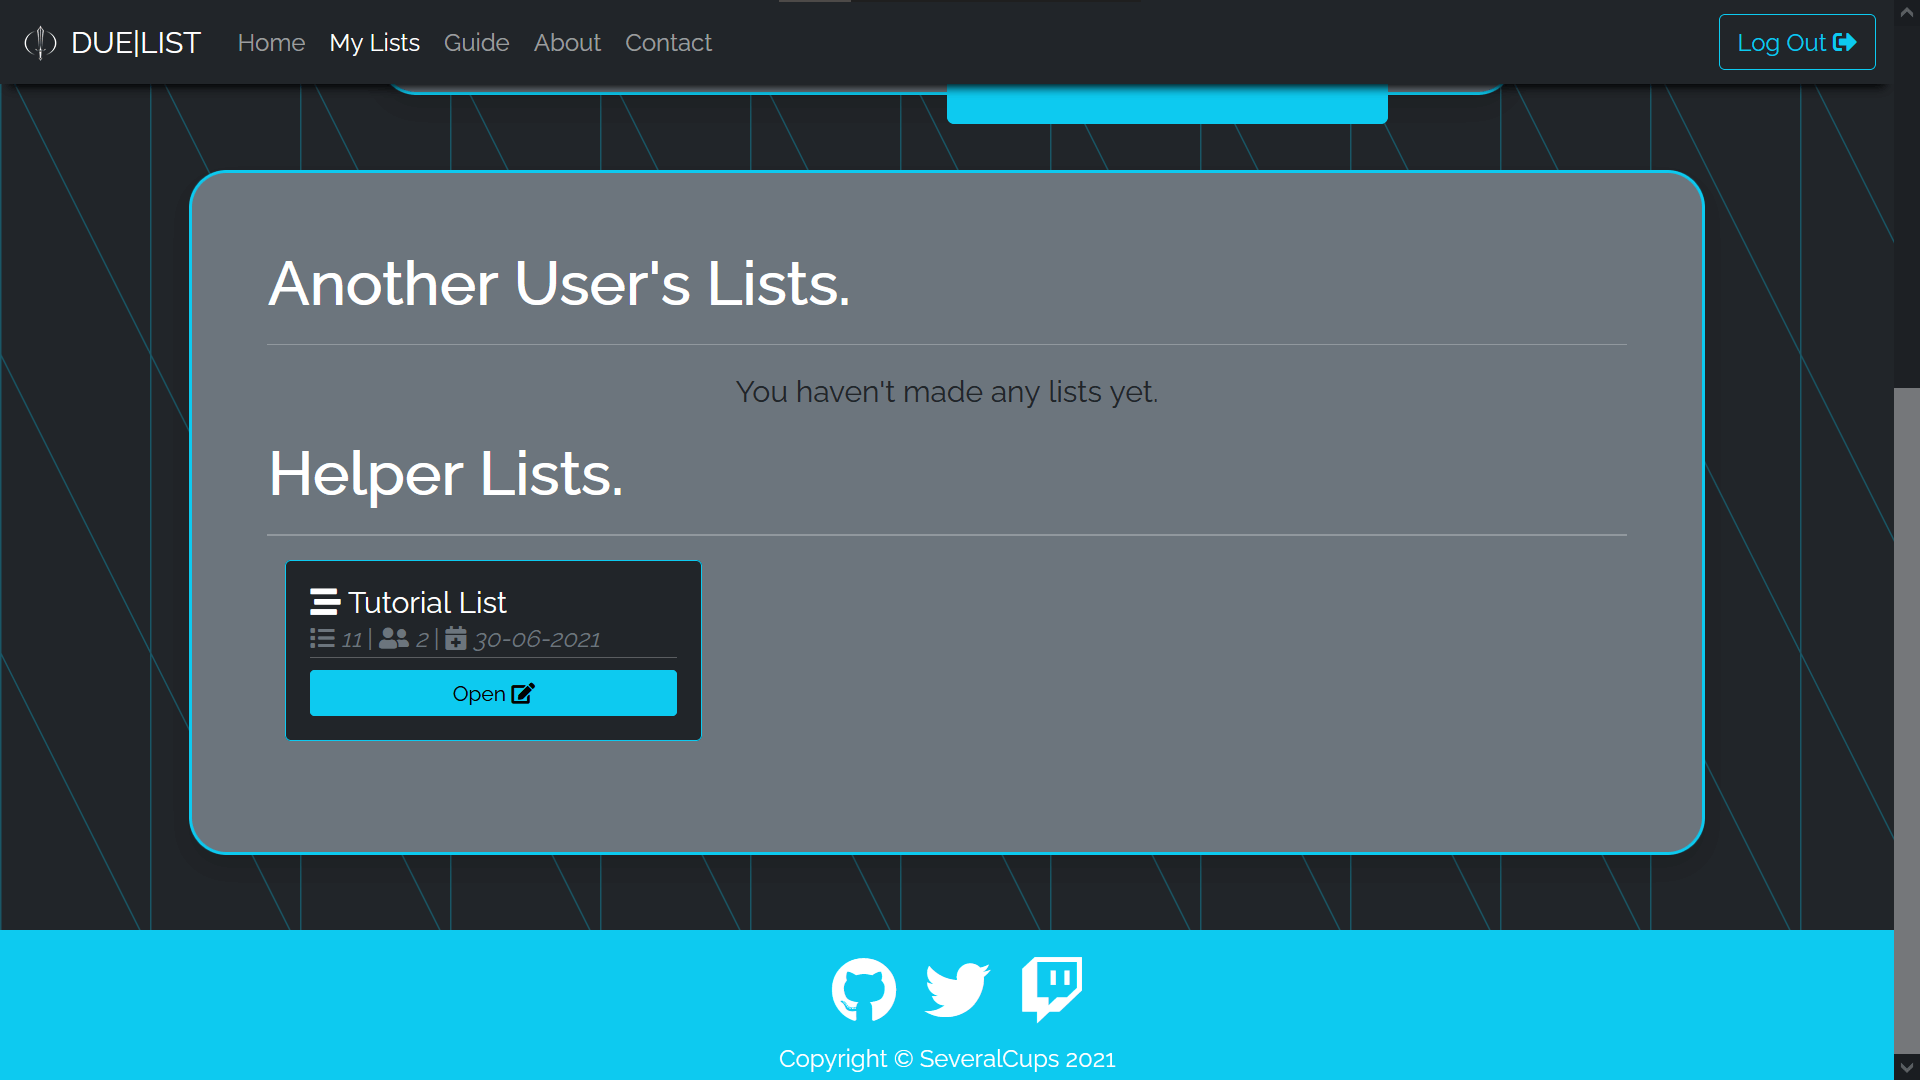 DUE|LIST Home My Lists Guide About Contact Log Out
Another User's Lists.
You haven't made any lists yet.
Helper Lists.
Tutorial List
11 | 2 | 30-06-2021
Open
Copyright © SeveralCups 2021